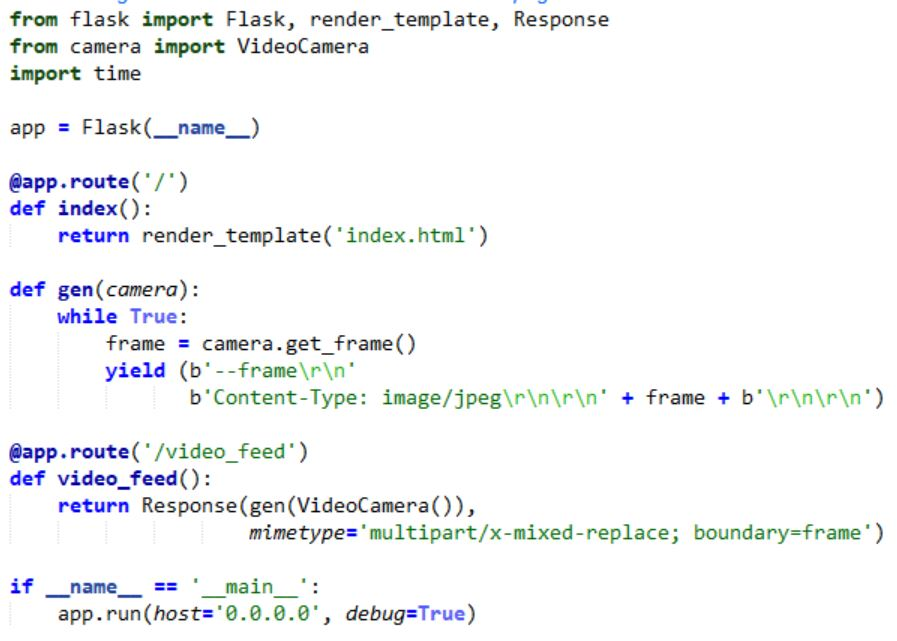 from flask import Flask, render_template, Response
from camera import VideoCamera
import time

app = Flask(__name__)

@app.route('/')
def index():
    return render_template('index.html')

def gen(camera):
    while True:
        frame = camera.get_frame()
        yield (b'--frame\r\n'
               b'Content-Type: image/jpeg\r\n\r\n' + frame + b'\r\n\r\n')

@app.route('/video_feed')
def video_feed():
    return Response(gen(VideoCamera()),
                    mimetype='multipart/x-mixed-replace; boundary=frame')

if __name__ == '__main__':
    app.run(host='0.0.0.0', debug=True)